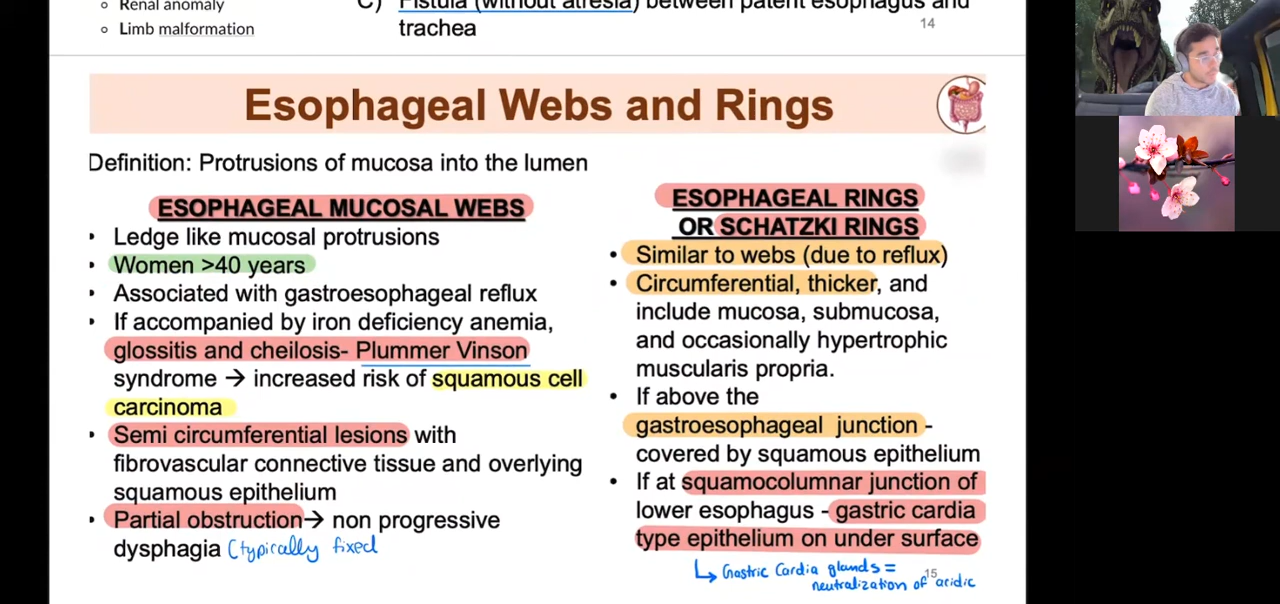 Renal anomaly
Limb malformation
C) Fistula (without atresia) between patent esophagus and
trachea
14
Esophageal Webs and Rings
Definition: Protrusions of mucosa into the lumen
ESOPHAGEAL MUCOSAL WEBS
• Ledge like mucosal protrusions
• Women >40 years
• Associated with gastroesophageal reflux
• If accompanied by iron deficiency anemia,
glossitis and cheilosis- Plummer Vinson
syndrome → increased risk of squamous cell
carcinoma
• Semi circumferential lesions with
fibrovascular connective tissue and overlying
squamous epithelium
• Partial obstruction→ non progressive
dysphagia (typically fixed
ESOPHAGEAL RINGS
OR SCHATZKI RINGS
• Similar to webs (due to reflux)
• Circumferential, thicker, and
include mucosa, submucosa,
and occasionally hypertrophic
muscularis propria.
• If above the
gastroesophageal junction -
covered by squamous epithelium
• If at squamocolumnar junction of
lower esophagus -gastric cardia
type epithelium on under surface
↳ Gastric Cardia glands =
neutralization of acidic
15